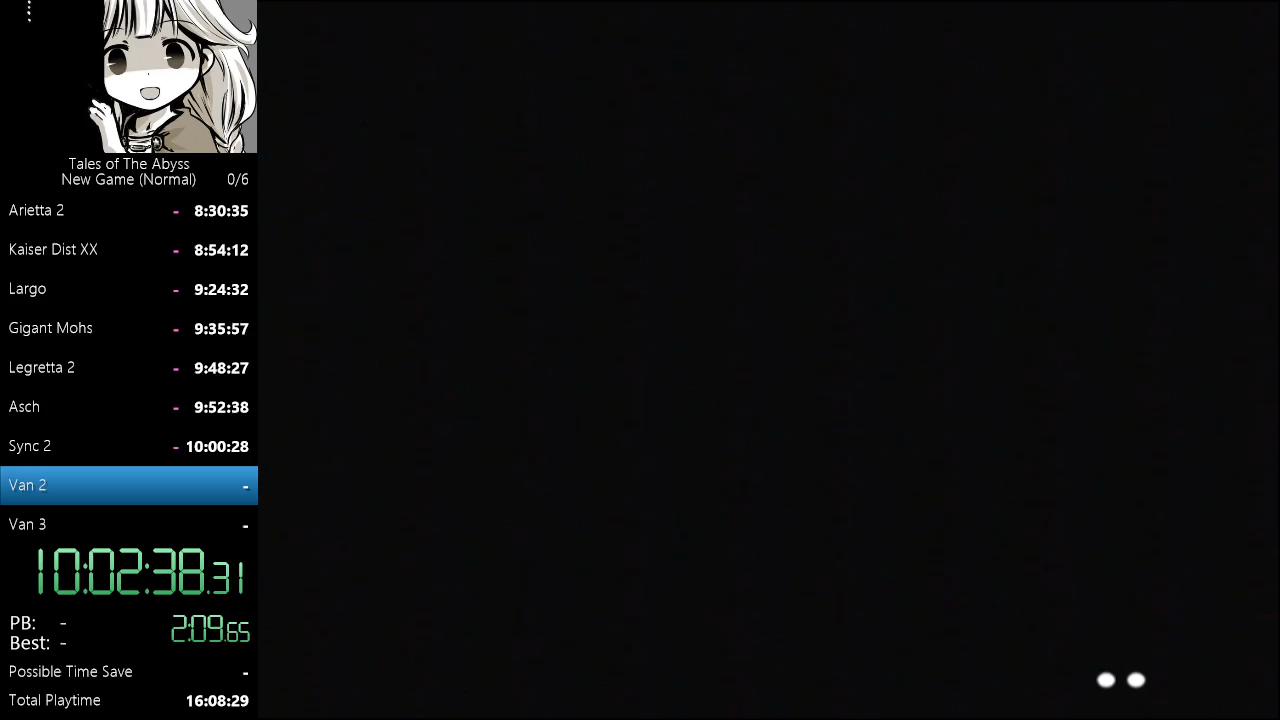 Tales of The Abyss
New Game (Normal) 0/6
Arietta 2 - 8:30:35
Kaiser Dist XX - 8:54:12
Largo - 9:24:32
Gigant Mohs - 9:35:57
Legretta 2 - 9:48:27
Asch - 9:52:38
Sync 2 - 10:00:28
Van 2 -
Van 3 -
10:02:38.31
PB: - 2:09.65
Best: -
Possible Time Save -
Total Playtime 16:08:29